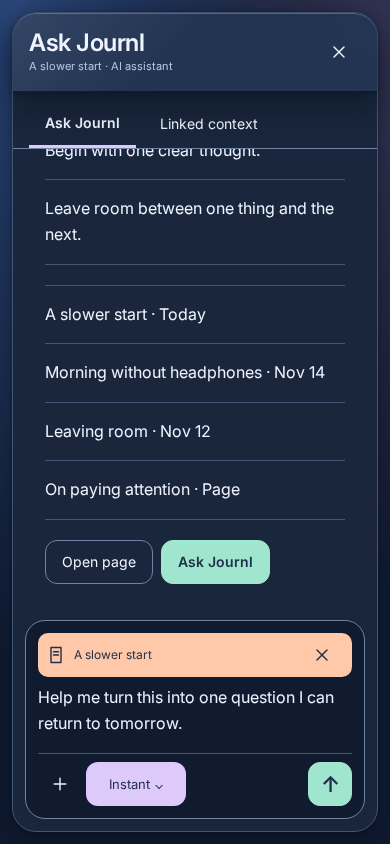 Ask Journl
A slower start · AI assistant
Ask Journl
Linked context
Begin with one clear thought.
Leave room between one thing and the
next.
A slower start · Today
Morning without headphones · Nov 14
Leaving room · Nov 12
On paying attention · Page
Open page
Ask Journl
A slower start
Help me turn this into one question I can
return to tomorrow.
Instant